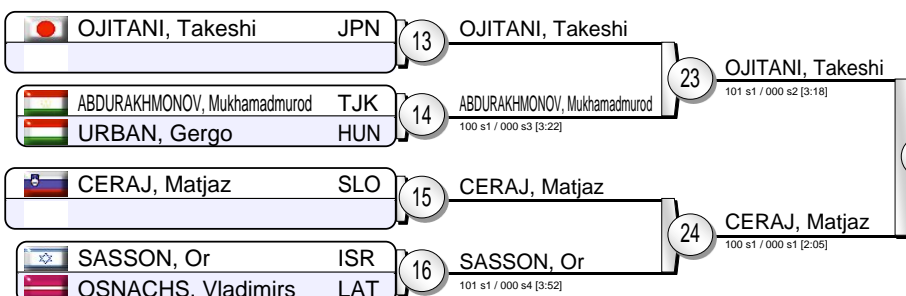 OJITANI, Takeshi JPN
13
OJITANI, Takeshi
23
OJITANI, Takeshi
101 s1 / 000 s2 [3:18]
ABDURAKHMONOV, Mukhamadmurod TJK
URBAN, Gergo HUN
14
ABDURAKHMONOV, Mukhamadmurod
100 s1 / 000 s3 [3:22]
CERAJ, Matjaz SLO
15
CERAJ, Matjaz
24
CERAJ, Matjaz
100 s1 / 000 s1 [2:05]
SASSON, Or ISR
OSNACHS, Vladimirs LAT
16
SASSON, Or
101 s1 / 000 s4 [3:52]